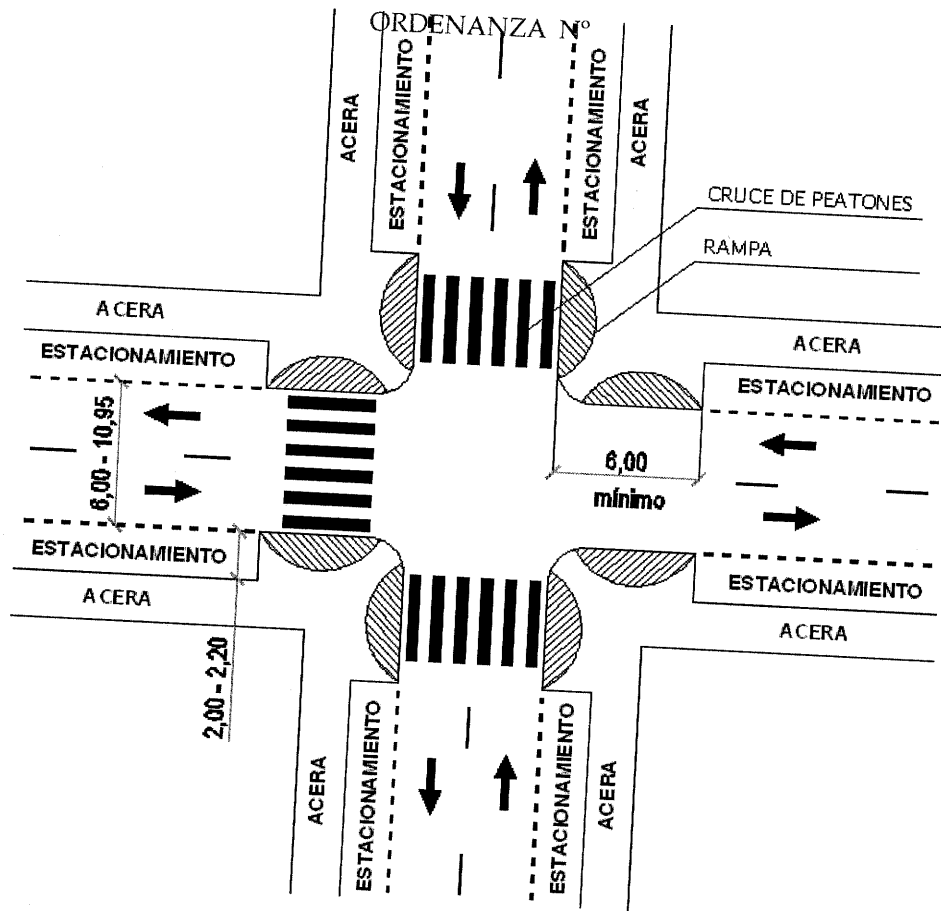 ORDENANZA Nº
ACERA
ESTACIONAMIENTO
ESTACIONAMIENTO
ACERA
CRUCE DE PEATONES
RAMPA
ACERA
ESTACIONAMIENTO
ACERA
ESTACIONAMIENTO
6,00 - 10,95
6,00
mínimo
ESTACIONAMIENTO
ACERA
ESTACIONAMIENTO
ACERA
2,00 - 2,20
ACERA
ESTACIONAMIENTO
ESTACIONAMIENTO
ACERA